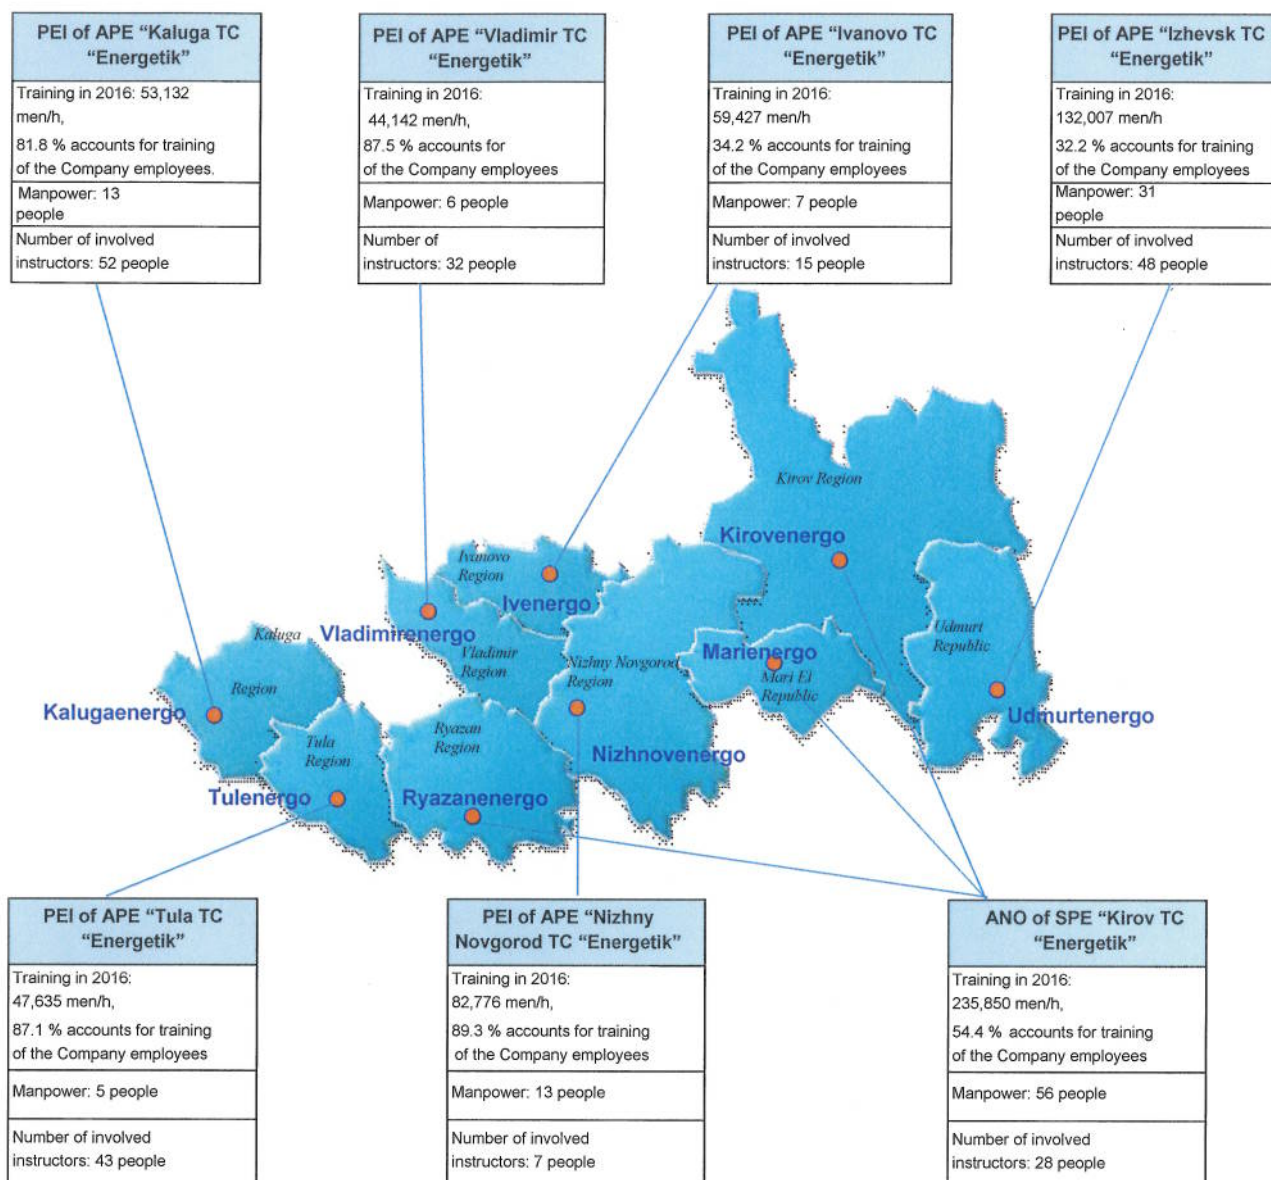 PEI of APE “Kaluga TC
“Energetik”
Training in 2016: 53,132
men/h,
81.8 % accounts for training
of the Company employees.
Manpower: 13
people
Number of involved
instructors: 52 people
PEI of APE “Vladimir TC
“Energetik”
Training in 2016:
44,142 men/h,
87.5 % accounts for
of the Company employees
Manpower: 6 people
Number of
instructors: 32 people
PEI of APE “Ivanovo TC
“Energetik”
Training in 2016:
59,427 men/h
34.2 % accounts for training
of the Company employees
Manpower: 7 people
Number of involved
instructors: 15 people
PEI of APE “Izhevsk TC
“Energetik”
Training in 2016:
132,007 men/h
32.2 % accounts for training
of the Company employees
Manpower: 31
people
Number of involved
instructors: 48 people
Kirov Region
Kirovenergo
Ivanovo
Region
Ivenergo
Vladimirenergo
Vladimir
Region
Udmurt
Republic
Kaluga
Region
Nizhny Novgorod
Region
Marienergo
Mari El
Republic
Kalugaenergo
Udmurtenergo
Tula
Region
Ryazan
Region
Nizhnovenergo
Tulenergo
Ryazanenergo
PEI of APE “Tula TC
“Energetik”
Training in 2016:
47,635 men/h,
87.1 % accounts for training
of the Company employees
Manpower: 5 people
Number of involved
instructors: 43 people
PEI of APE “Nizhny
Novgorod TC “Energetik”
Training in 2016:
82,776 men/h,
89.3 % accounts for training
of the Company employees
Manpower: 13 people
Number of involved
instructors: 7 people
ANO of SPE “Kirov TC
“Energetik”
Training in 2016:
235,850 men/h,
54.4 % accounts for training
of the Company employees
Manpower: 56 people
Number of involved
instructors: 28 people